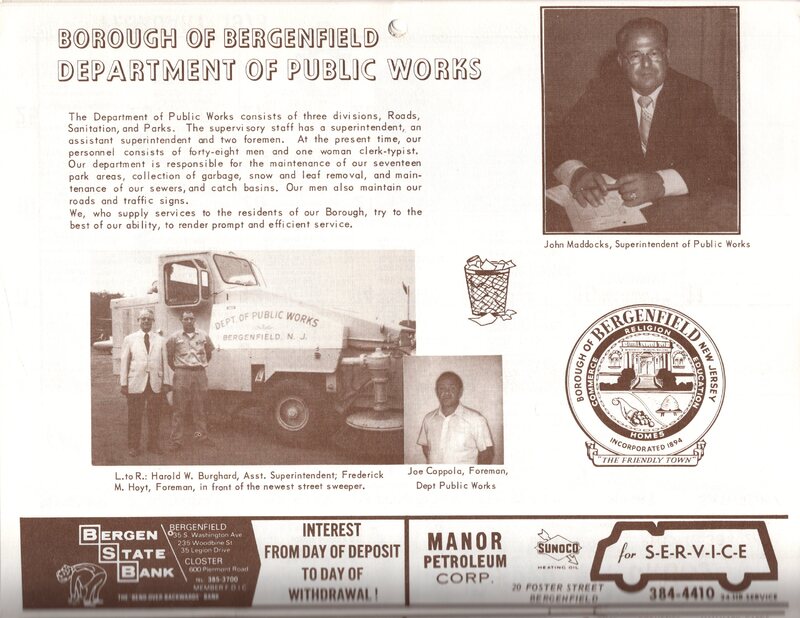 BOROUGH OF BERGENFIELD
DEPARTMENT OF PUBLIC WORKS
The Department of Public Works consists of three divisions, Roads,
Sanitation, and Parks. The supervisory staff has a superintendent, an
assistant superintendent and two foremen. At the present time, our
personnel consists of forty-eight men and one woman clerk-typist.
Our department is responsible for the maintenance of our seventeen
park areas, collection of garbage, snow and leaf removal, and main-
tenance of our sewers, and catch basins. Our men also maintain our
roads and traffic signs.
We, who supply services to the residents of our Borough, try to the
best of our ability, to render prompt and efficient service.
John Maddocks, Superintendent of Public Works
DEPT. OF PUBLIC WORKS
BERGENFIELD, N. J.
L. to R.: Harold W. Burghard, Asst. Superintendent; Frederick
M. Hoyt, Foreman, in front of the newest street sweeper.
Joe Coppola, Foreman,
Dept Public Works
BOROUGH OF BERGENFIELD NEW JERSEY
COMMERCE RELIGION EDUCATION
HOMES
INCORPORATED 1894
"THE FRIENDLY TOWN"
BERGEN
STATE
BANK
THE "BEND OVER BACKWARDS" BANK
BERGENFIELD
35 S. Washington Ave
235 Woodbine St
35 Legion Drive
CLOSTER
600 Piermont Road
TEL. 385-3700
MEMBER F.D.I.C
INTEREST
FROM DAY OF DEPOSIT
TO DAY OF
WITHDRAWAL!
MANOR
PETROLEUM
CORP.
SUNOCO
HEATING OIL
20 FOSTER STREET
BERGENFIELD
for S-E-R-V-I-C-E
384-4410 24 HR SERVICE